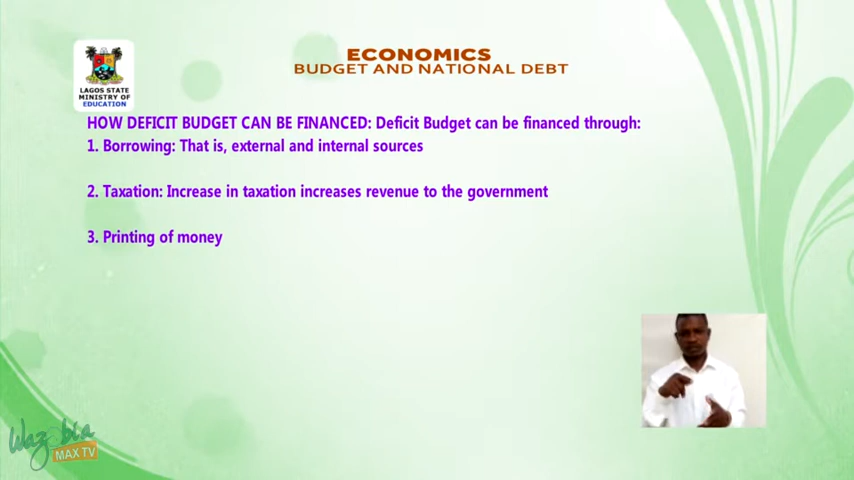 ECONOMICS
BUDGET AND NATIONAL DEBT
LAGOS STATE
MINISTRY OF
EDUCATION
HOW DEFICIT BUDGET CAN BE FINANCED: Deficit Budget can be financed through:
1. Borrowing: That is, external and internal sources
2. Taxation: Increase in taxation increases revenue to the government
3. Printing of money
Wazobia
MAX TV